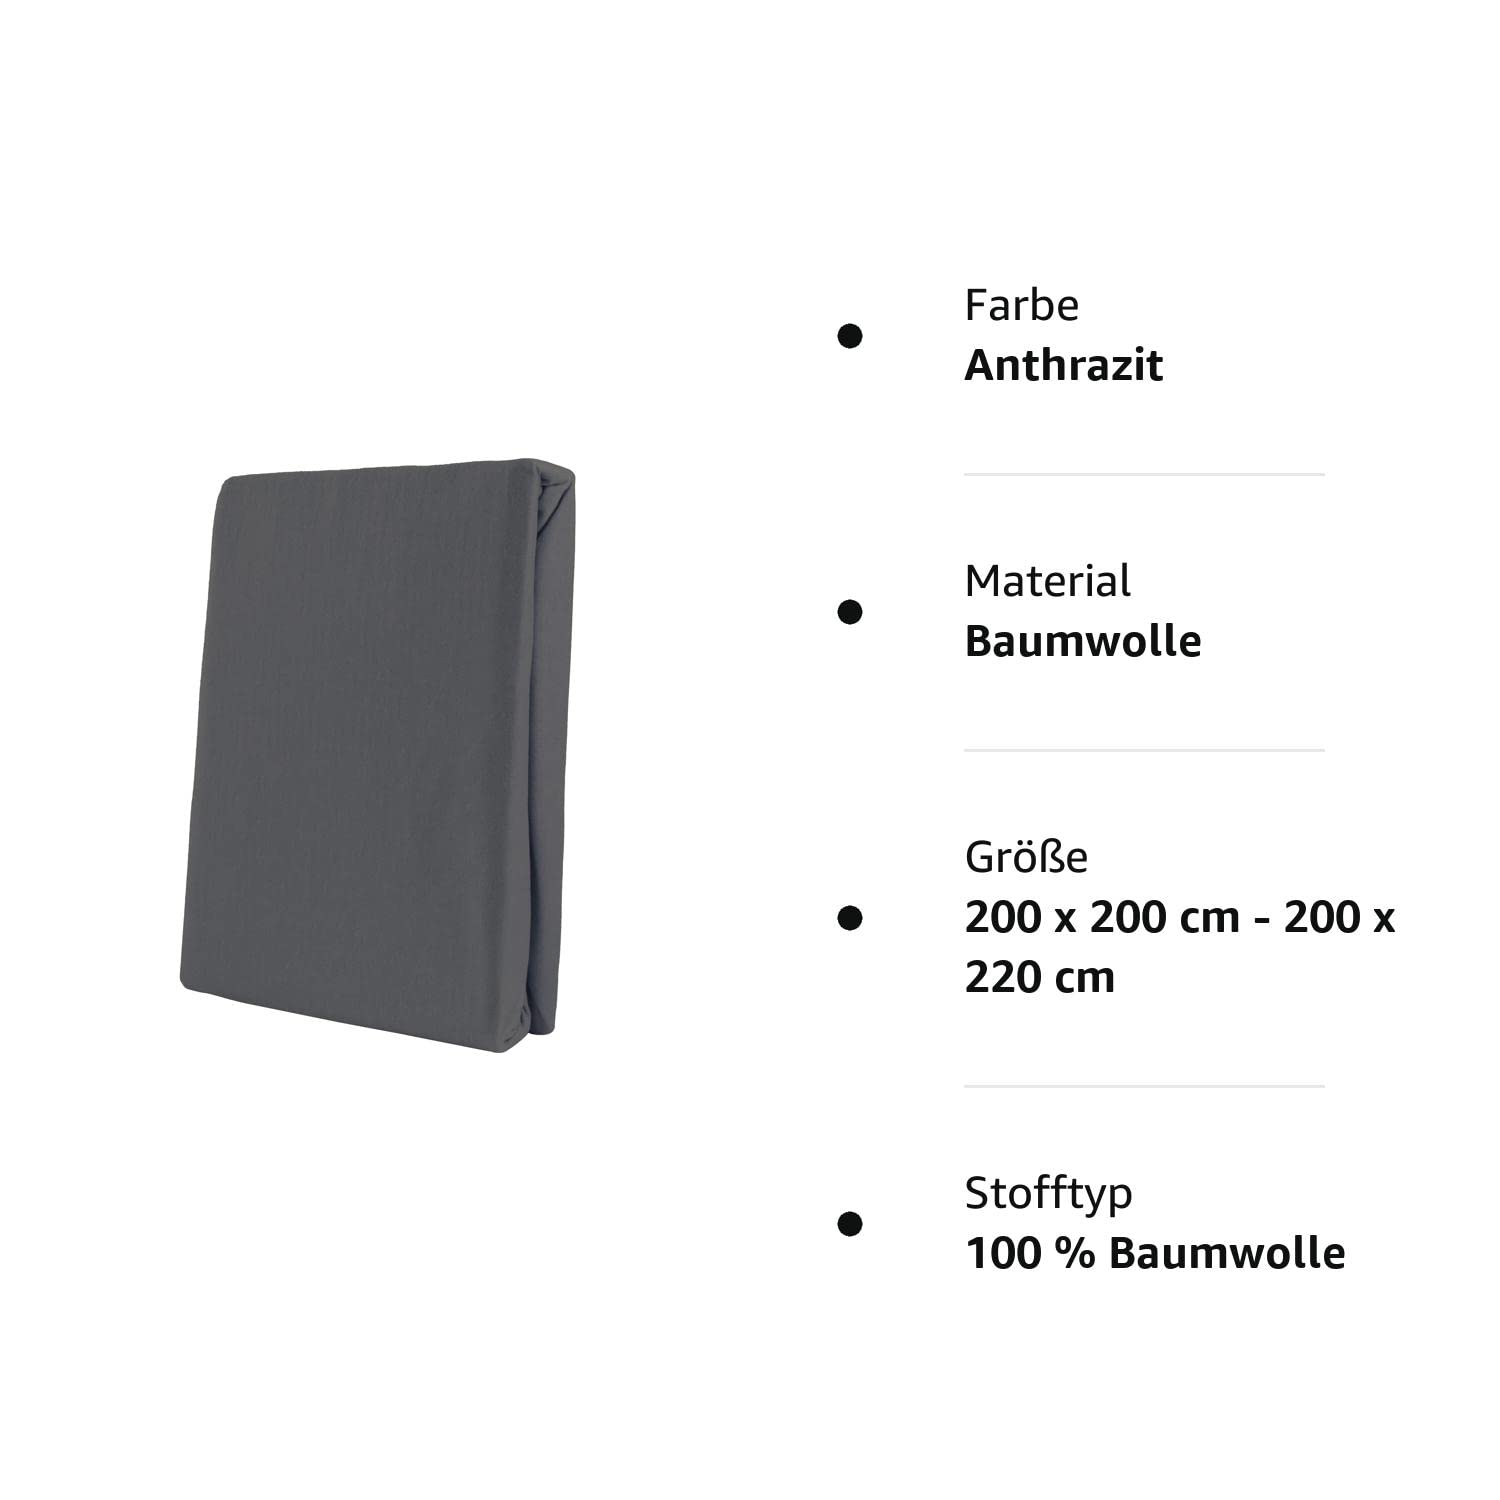 Farbe
Anthrazit
Material
Baumwolle
Größe
200 x 200 cm - 200 x
220 cm
Stofftyp
100 % Baumwolle